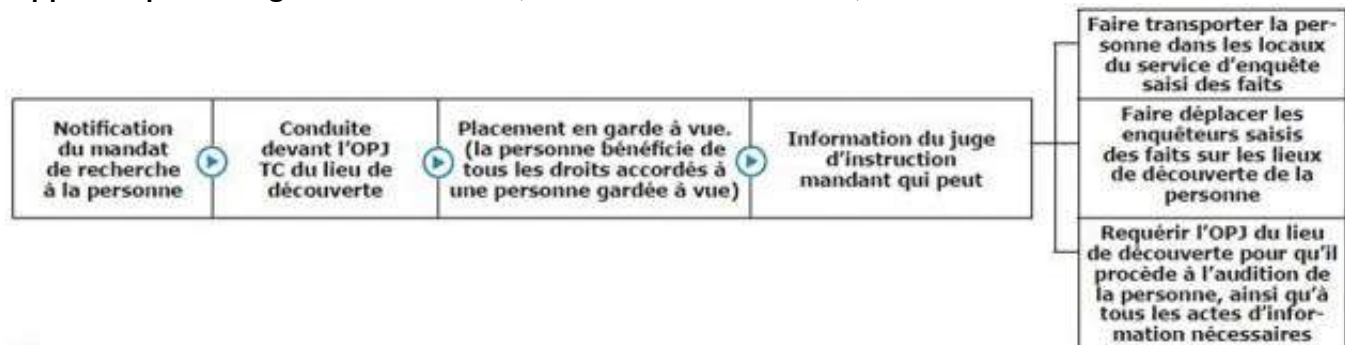 Notification
du mandat
de recherche
à la personne
Conduite
devant l'OPJ
TC du lieu de
découverte
Placement en garde à vue.
(la personne bénéficie de
tous les droits accordés à
une personne gardée à vue)
Information du juge
d'instruction
mandant qui peut
Faire transporter la per-
sonne dans les locaux
du service d'enquête
saisi des faits
Faire déplacer les
enquêteurs saisis
des faits sur les lieux
de découverte de la
personne
Requérir l'OPJ du lieu
de découverte pour qu'il
procède à l'audition de
la personne, ainsi qu'à
tous les actes d'infor-
mation nécessaires